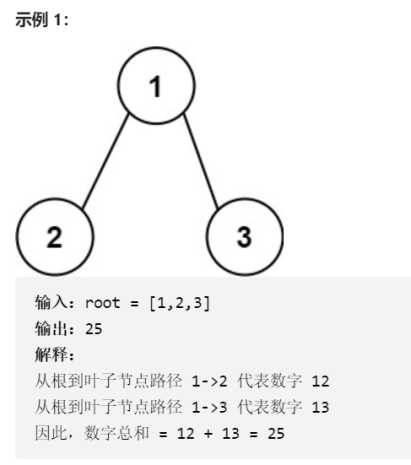 示例 1：
1
2
3
输入：root = [1,2,3]
输出：25
解释：
从根到叶子节点路径 1->2 代表数字 12
从根到叶子节点路径 1->3 代表数字 13
因此，数字总和 = 12 + 13 = 25